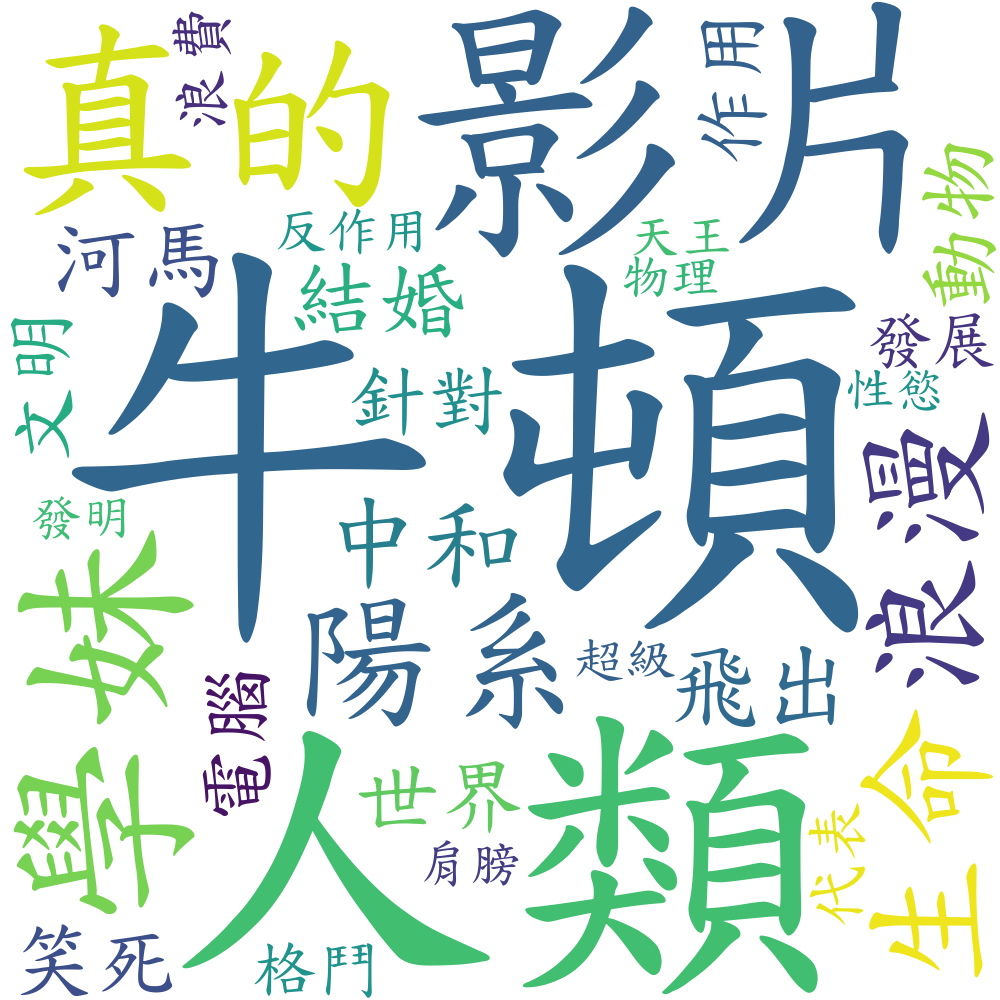 真的
浪費
影片
作用
動物
河馬
反作用
天王
物理
結婚
牛頓
發展
文明
針對
性慾
浪漫
發明
中和
學妹
陽系
超級
飛出
電腦
人類
世界
生命
肩膀
代表
笑死
格鬥